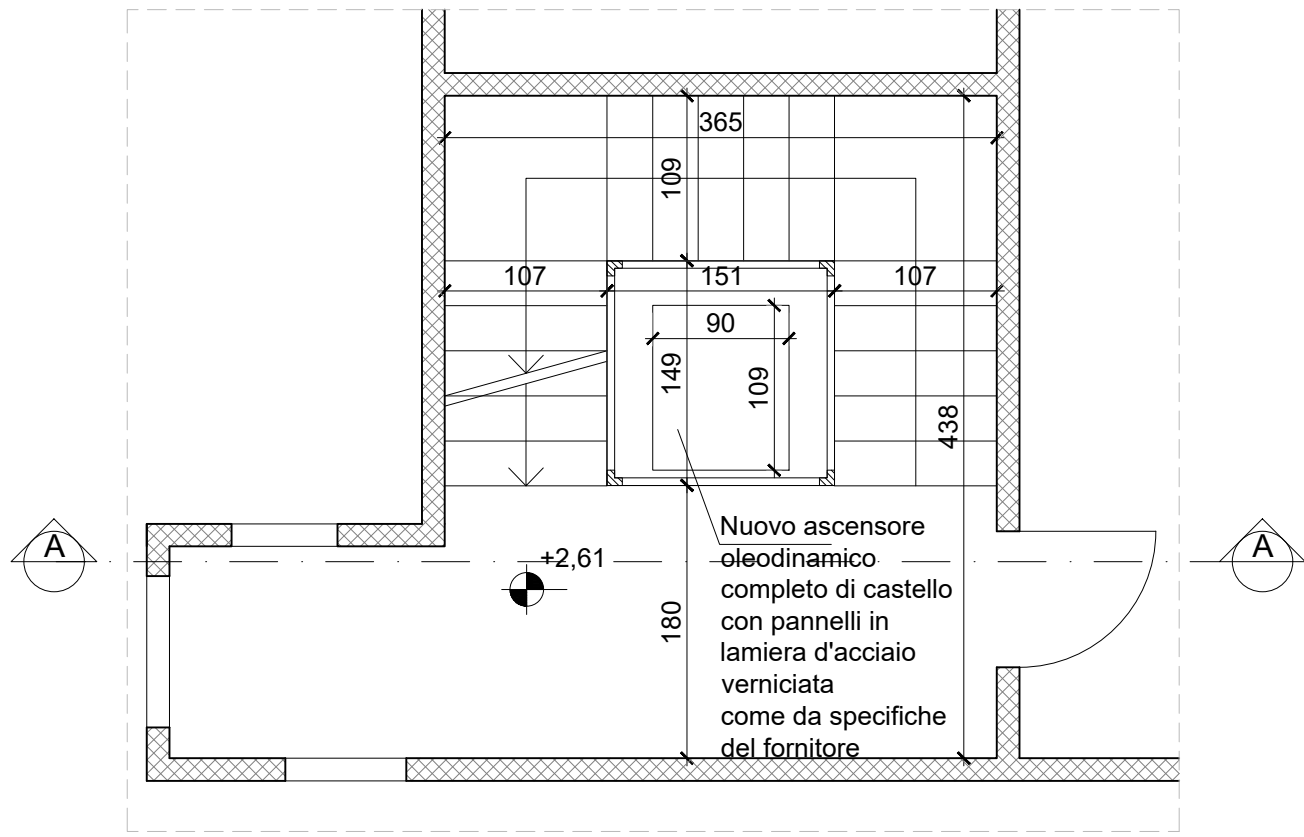 365
109
107
151
107
90
149
109
438
Nuovo ascensore
oleodinamico
completo di castello
con pannelli in
lamiera d'acciaio
verniciata
come da specifiche
del fornitore
A
+2,61
A
180